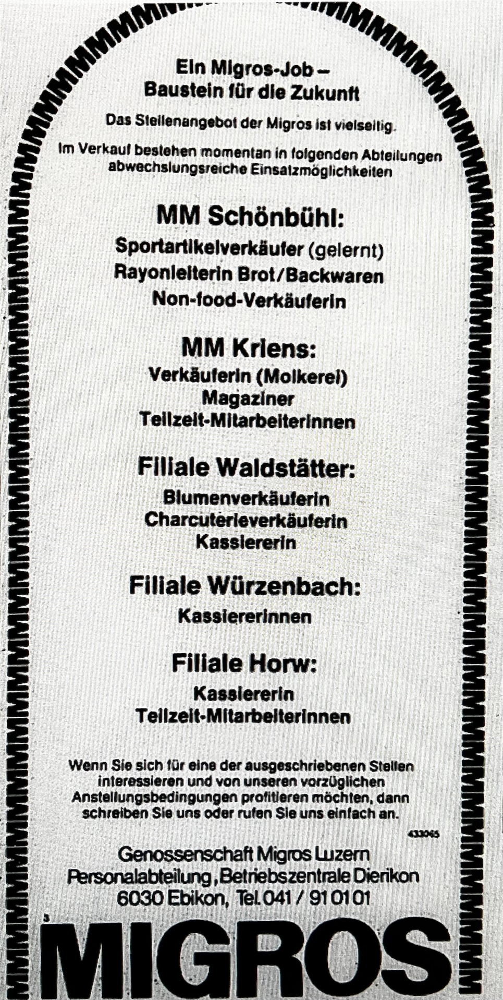 Ein Migros-Job –
Baustein für die Zukunft
Das Stellenangebot der Migros ist vielseitig.
Im Verkauf bestehen momentan in folgenden Abteilungen
abwechslungsreiche Einsatzmöglichkeiten
MM Schönbühl:
Sportartikelverkäufer (gelernt)
Rayonleiterin Brot/Backwaren
Non-food-Verkäuferin
MM Kriens:
Verkäuferin (Molkerei)
Magaziner
Teilzeit-Mitarbeiterinnen
Filiale Waldstätter:
Blumenverkäuferin
Charcuterieverkäuferin
Kassiererin
Filiale Würzenbach:
Kassiererinnen
Filiale Horw:
Kassiererin
Teilzeit-Mitarbeiterinnen
Wenn Sie sich für eine der ausgeschriebenen Stellen
interessieren und von unseren vorzüglichen
Anstellungsbedingungen profitieren möchten, dann
schreiben Sie uns oder rufen Sie uns einfach an.
433065
Genossenschaft Migros Luzern
Personalabteilung, Betriebszentrale Dierikon
6030 Ebikon, Tel. 041 / 91 01 01
3
MIGROS